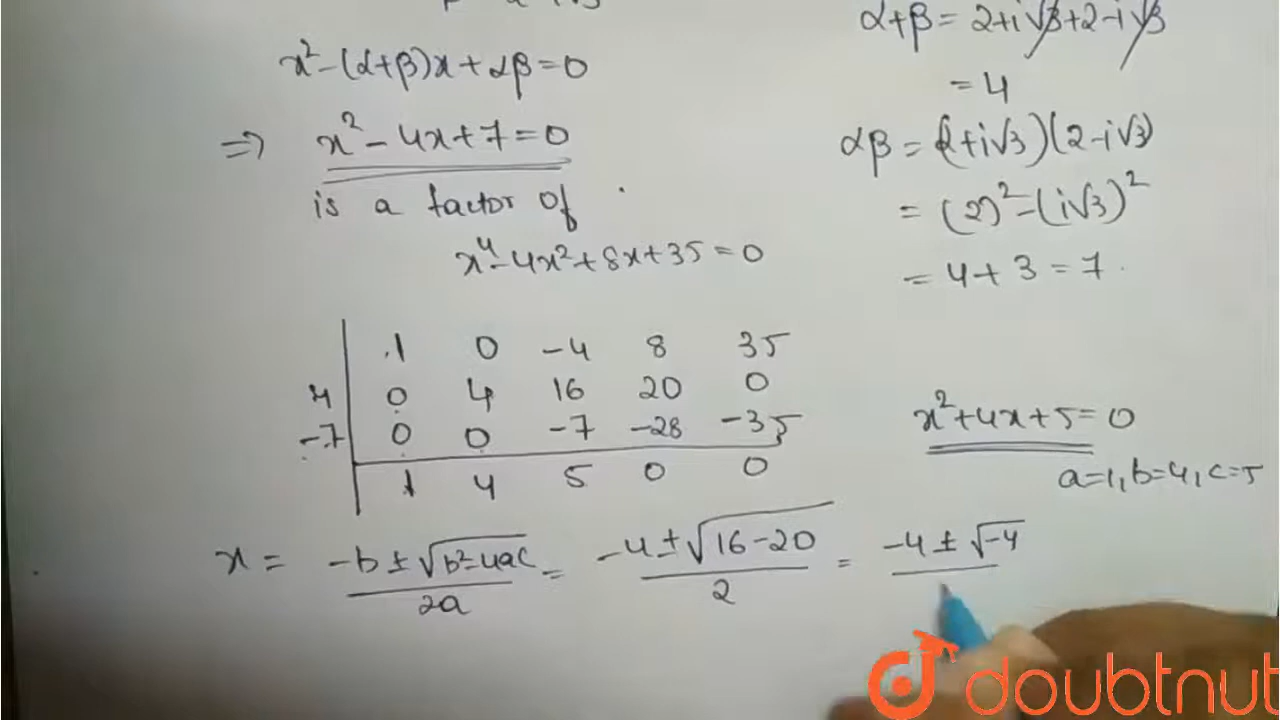 x²-(α+β)x+αβ=0
⇒ x²-4x+7=0
is a factor of
x⁴-4x²+8x+35=0
α+β = 2+i√3+2-i√3
= 4
αβ = (2+i√3)(2-i√3)
= (2)²-(i√3)²
= 4+3=7.
1 0 -4 8 35
4 0 4 16 20 0
-7 0 0 -7 -28 -35
1 4 5 0 0
x²+4x+5=0
a=1, b=4, c=5
x = -b±√b²-4ac / 2a = -4±√16-20 / 2 = -4±√-4
doubtnut